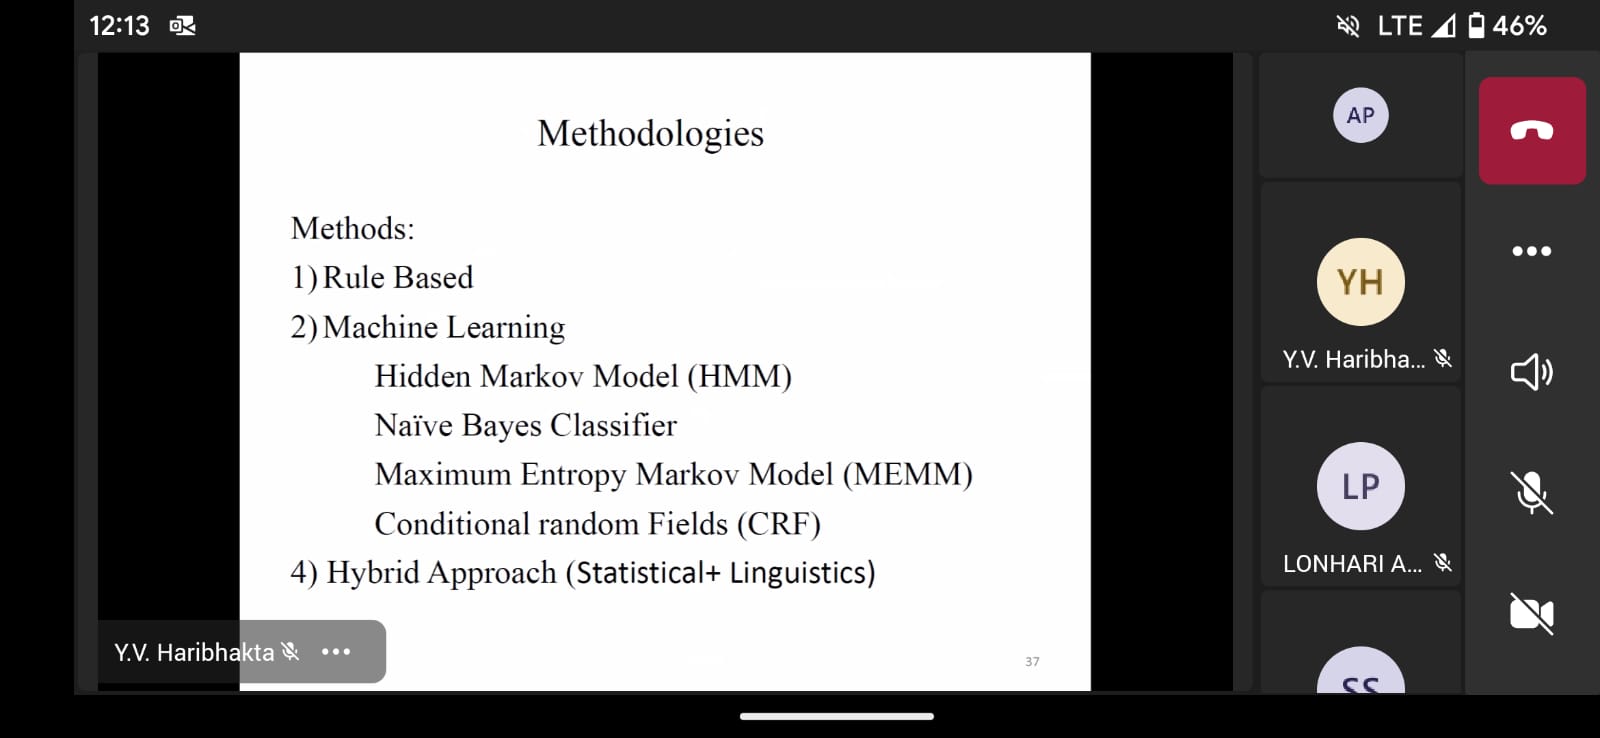 12:13
LTE 46%
Methodologies
Methods:
1) Rule Based
2) Machine Learning
Hidden Markov Model (HMM)
Naïve Bayes Classifier
Maximum Entropy Markov Model (MEMM)
Conditional random Fields (CRF)
4) Hybrid Approach (Statistical+ Linguistics)
37
Y.V. Haribhakta
AP
YH
Y.V. Haribha...
LP
LONHARI A...
SS